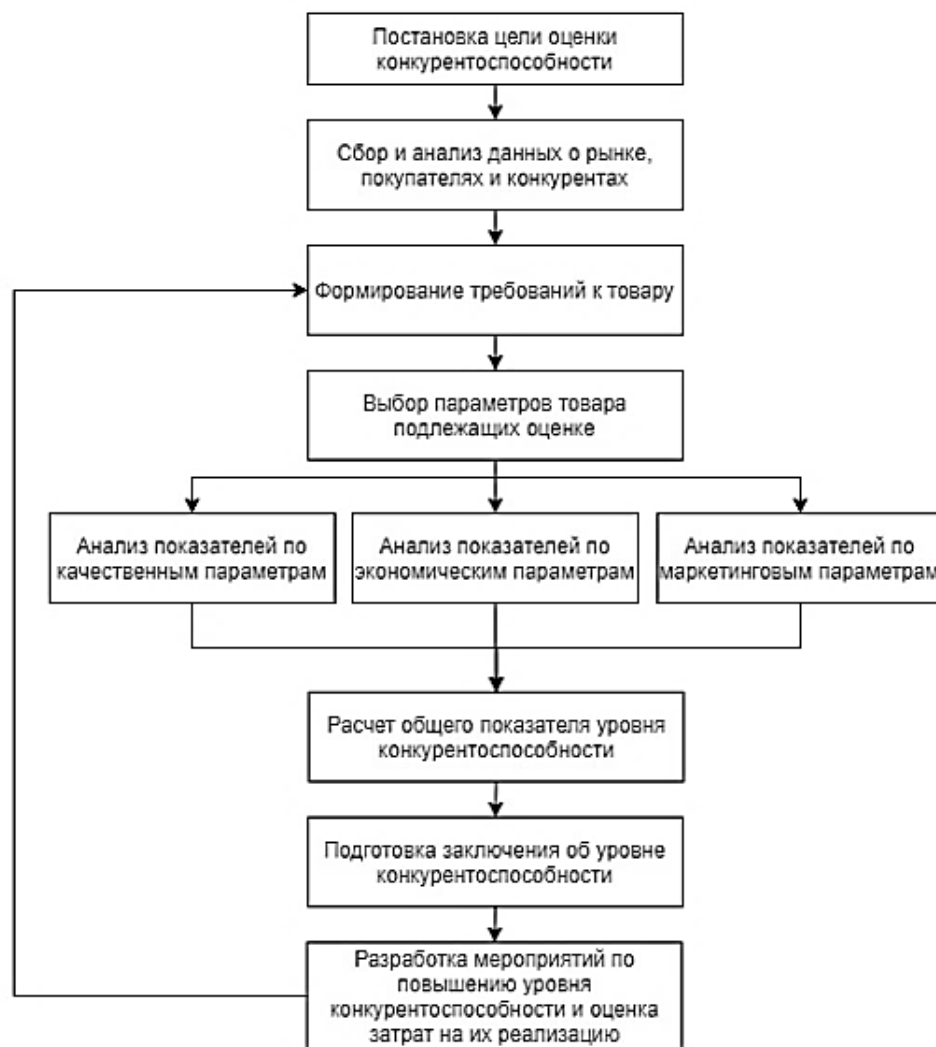 Постановка цели оценки
конкурентоспособности
Сбор и анализ данных о рынке,
покупателях и конкурентах
Формирование требований к товару
Выбор параметров товара
подлежащих оценке
Анализ показателей по
качественным параметрам
Анализ показателей по
экономическим параметрам
Анализ показателей по
маркетинговым параметрам
Расчет общего показателя уровня
конкурентоспособности
Подготовка заключения об уровне
конкурентоспособности
Разработка мероприятий по
повышению уровня
конкурентоспособности и оценка
затрат на их реализацию